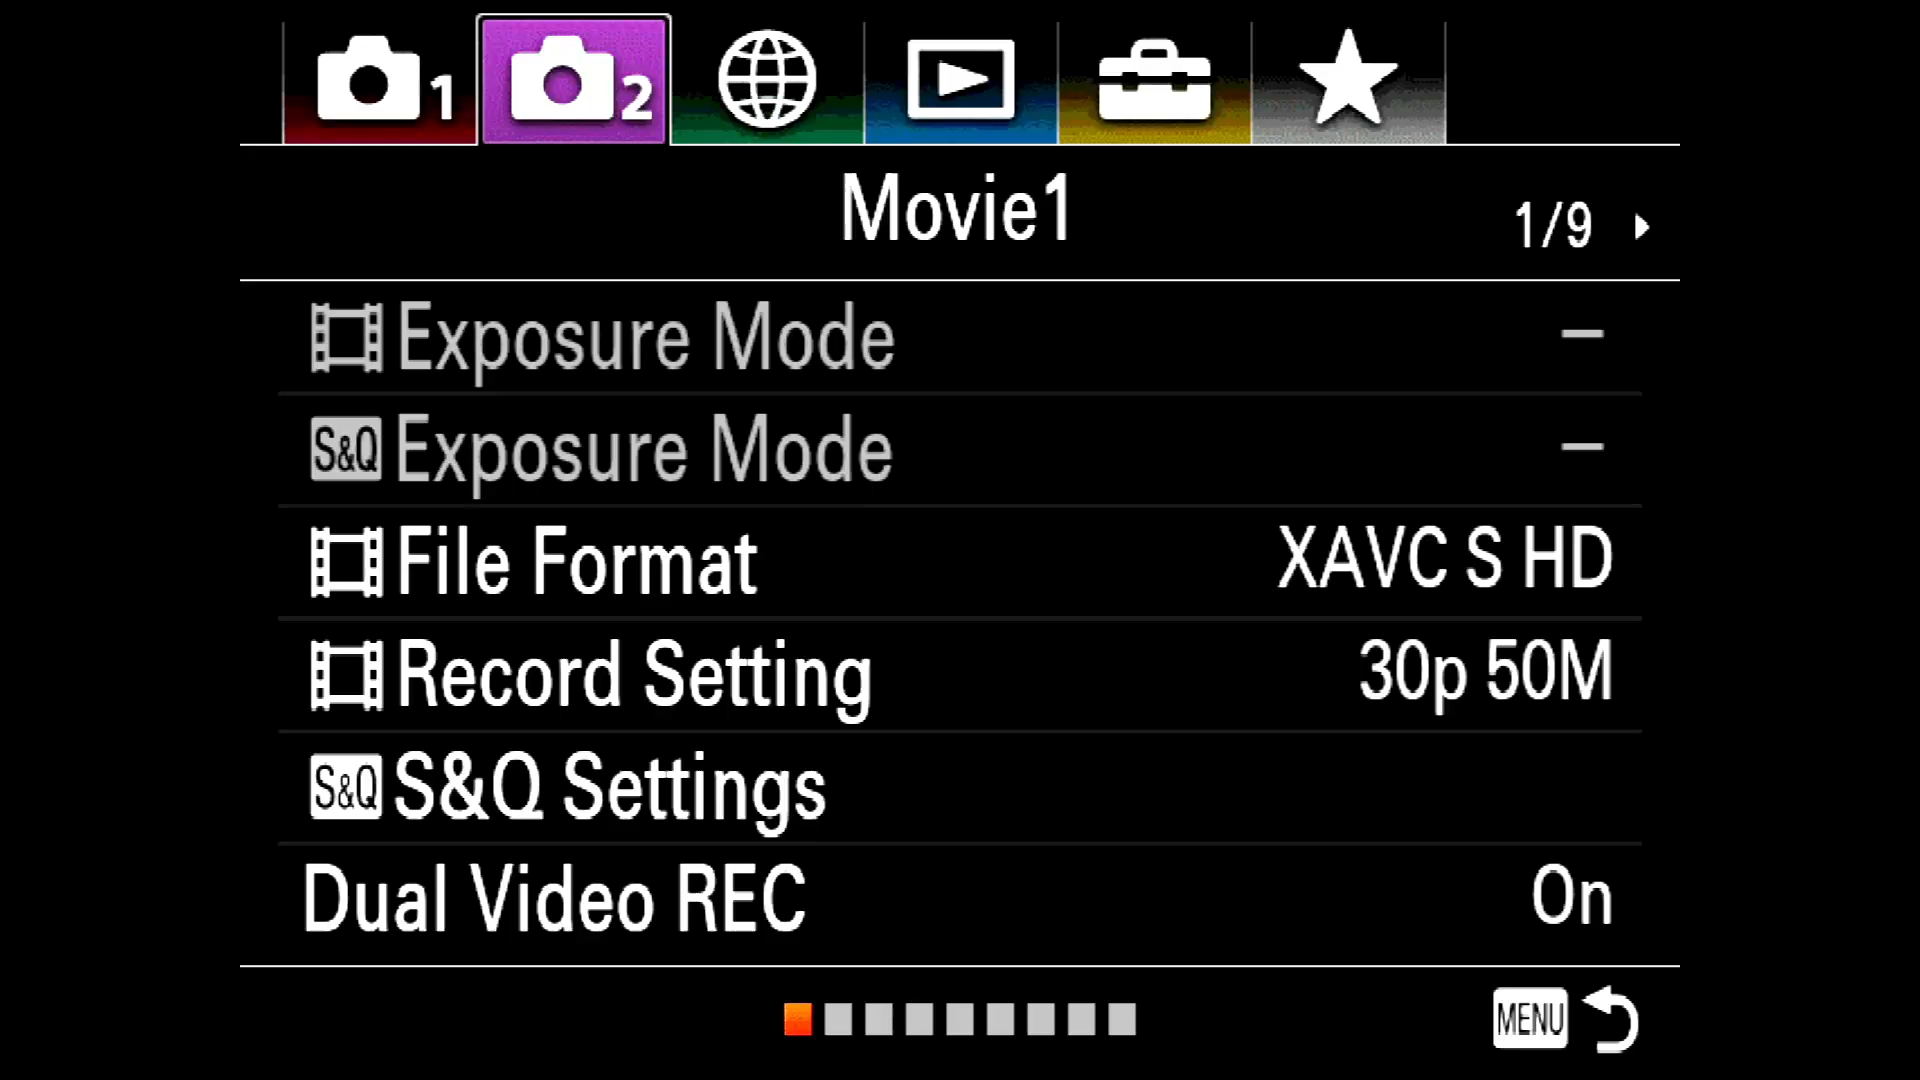 1 2
Movie1
1/9
Exposure Mode –
S&Q Exposure Mode –
File Format XAVC S HD
Record Setting 30p 50M
S&Q S&Q Settings
Dual Video REC On
MENU